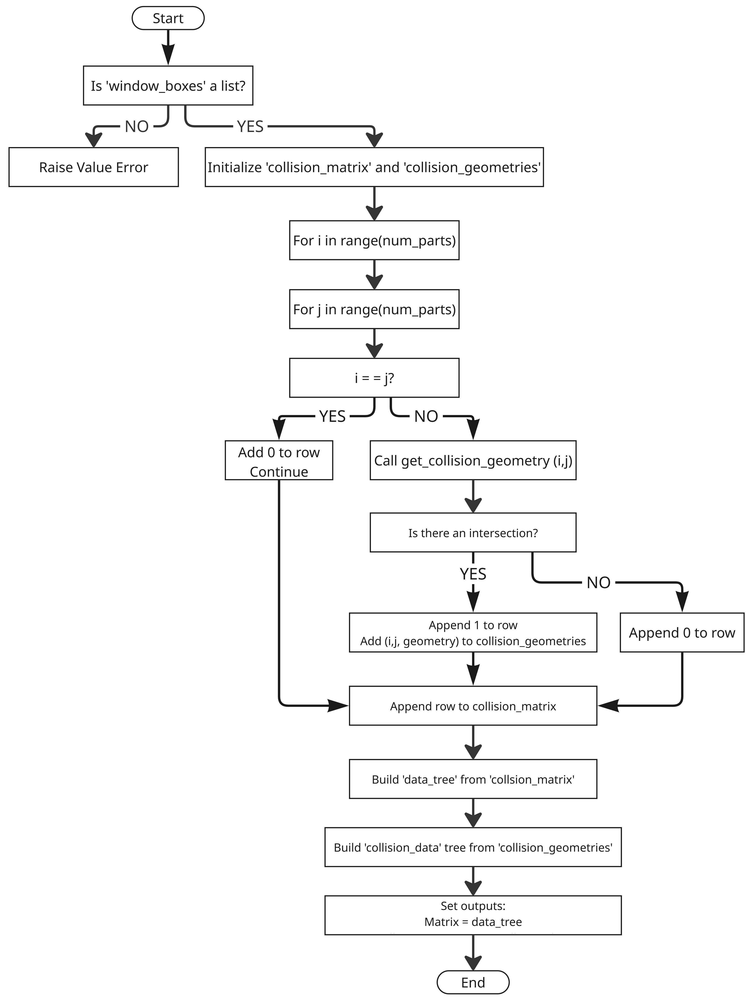 Start
Is 'window_boxes' a list?
NO
YES
Raise Value Error
Initialize 'collision_matrix' and 'collision_geometries'
For i in range(num_parts)
For j in range(num_parts)
i = = j?
YES
NO
Add 0 to row
Continue
Call get_collision_geometry (i,j)
Is there an intersection?
YES
NO
Append 1 to row
Add (i,j, geometry) to collision_geometries
Append 0 to row
Append row to collision_matrix
Build 'data_tree' from 'collsion_matrix'
Build 'collision_data' tree from 'collision_geometries'
Set outputs:
Matrix = data_tree
End